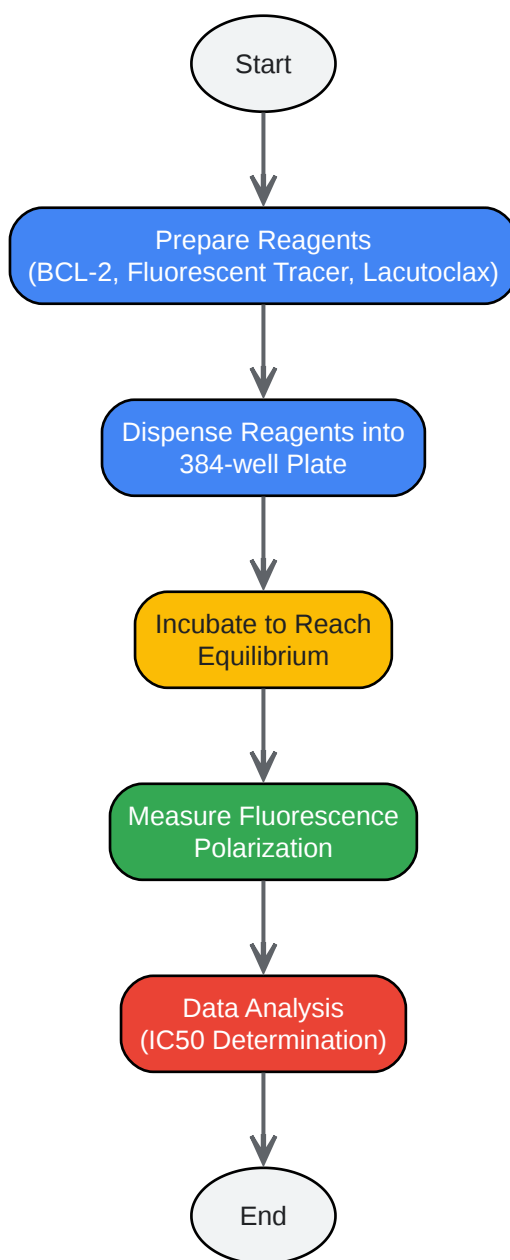 Start
Prepare Reagents
(BCL-2, Fluorescent Tracer, Lacutoclax)
Dispense Reagents into
384-well Plate
Incubate to Reach
Equilibrium
Measure Fluorescence
Polarization
Data Analysis
(IC50 Determination)
End